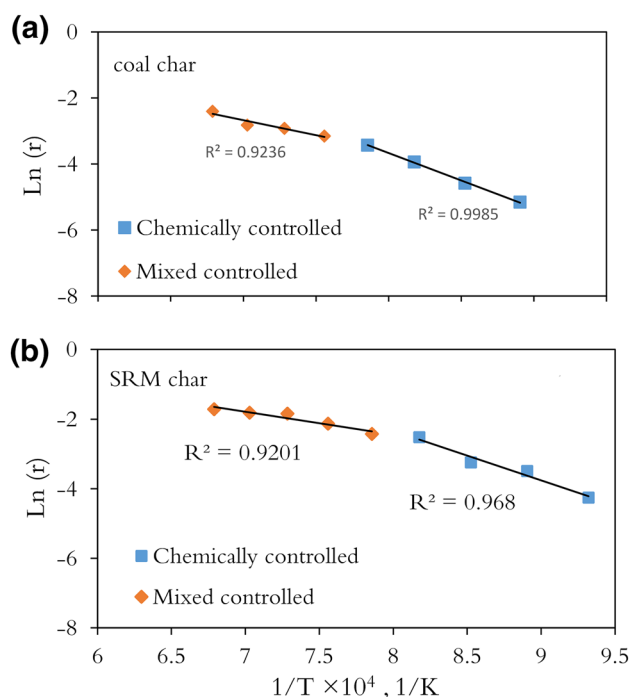 (a)
0
coal char
-2
R² = 0.9236
-4
Ln (r)
R² = 0.9985
Chemically controlled
-6
Mixed controlled
-8
(b)
0
SRM char
-2
R² = 0.9201
-4
Ln (r)
R² = 0.968
Chemically controlled
-6
Mixed controlled
-8
6 7 7.5 8 8.5 9 9.5
1/T ×10⁴ , 1/K